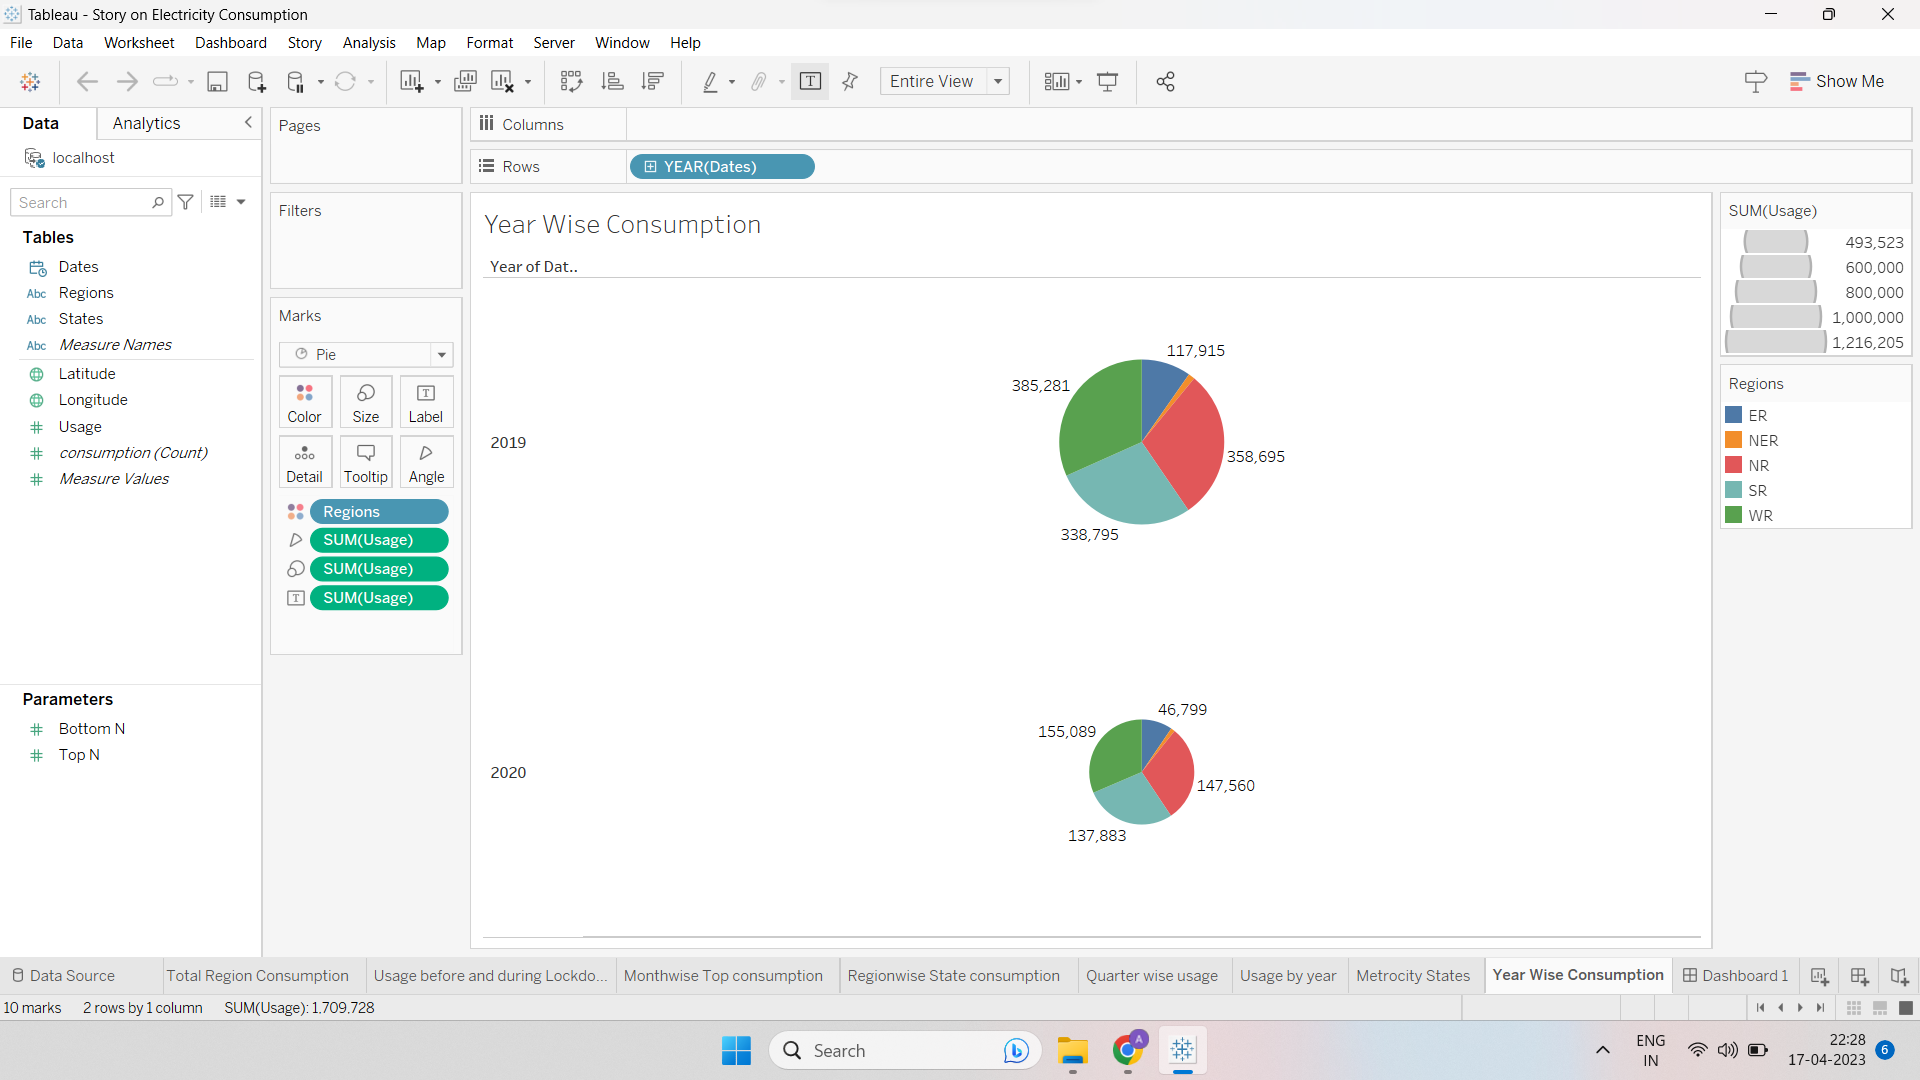 Tableau - Story on Electricity Consumption
File Data Worksheet Dashboard Story Analysis Map Format Server Window Help
Entire View
Show Me
Data Analytics
localhost
Search
Tables
Dates
Abc Regions
Abc States
Abc Measure Names
Latitude
Longitude
# Usage
# consumption (Count)
# Measure Values
Parameters
# Bottom N
# Top N
Pages
Filters
Marks
Pie
Color Size Label
Detail Tooltip Angle
Regions
SUM(Usage)
SUM(Usage)
SUM(Usage)
Columns
Rows YEAR(Dates)
Year Wise Consumption
Year of Dat..
2019
117,915
385,281
358,695
338,795
2020
46,799
155,089
147,560
137,883
SUM(Usage)
493,523
600,000
800,000
1,000,000
1,216,205
Regions
ER
NER
NR
SR
WR
Data Source Total Region Consumption Usage before and during Lockdo... Monthwise Top consumption Regionwise State consumption Quarter wise usage Usage by year Metrocity States Year Wise Consumption Dashboard 1
10 marks 2 rows by 1 column SUM(Usage): 1,709,728
Search
A
ENG
IN
22:28
17-04-2023
6